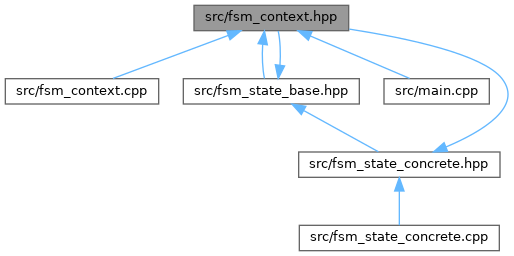 src/fsm_context.hpp
src/fsm_context.cpp
src/fsm_state_base.hpp
src/main.cpp
src/fsm_state_concrete.hpp
src/fsm_state_concrete.cpp